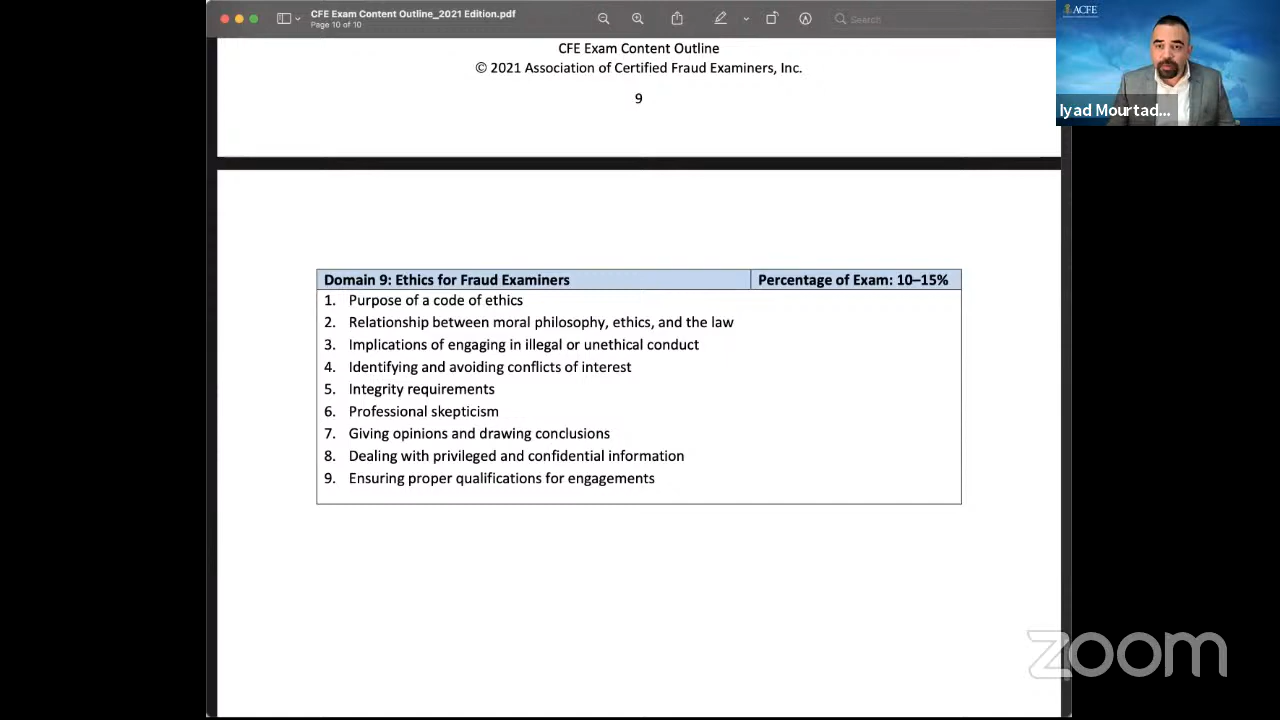 CFE Exam Content Outline_2021 Edition.pdf
Page 10 of 10
Search
ACFE
Iyad Mourtad...
CFE Exam Content Outline
© 2021 Association of Certified Fraud Examiners, Inc.
9
Domain 9: Ethics for Fraud Examiners Percentage of Exam: 10–15%
1. Purpose of a code of ethics
2. Relationship between moral philosophy, ethics, and the law
3. Implications of engaging in illegal or unethical conduct
4. Identifying and avoiding conflicts of interest
5. Integrity requirements
6. Professional skepticism
7. Giving opinions and drawing conclusions
8. Dealing with privileged and confidential information
9. Ensuring proper qualifications for engagements
zoom